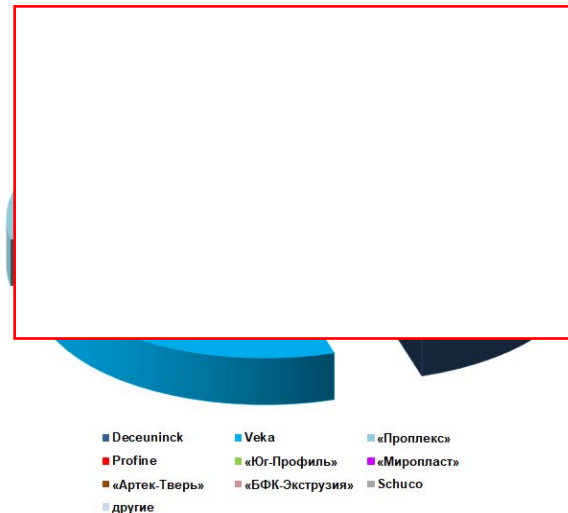 Deceuninck Veka «Проплекс»
Profine «Юг-Профиль» «Миропласт»
«Артек-Тверь» «БФК-Экструзия» Schuco
другие